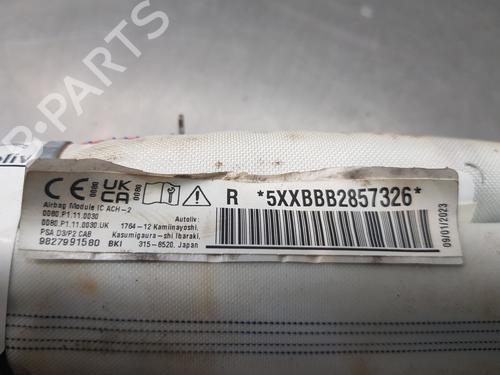 CE 0080 UK CA 0080
R *5XXBBB2857326*
Airbag Module IC ACH-2
0080.P1.11.0030
0080.P1.11.0030.UK
PSA D3/P2 CAB
9827991580 BKI
Autoliv
1764-12 Kamiinayoshi,
Kasumigaura-shi Ibaraki,
315-8520, Japan
09/01/2023
B-PARTS